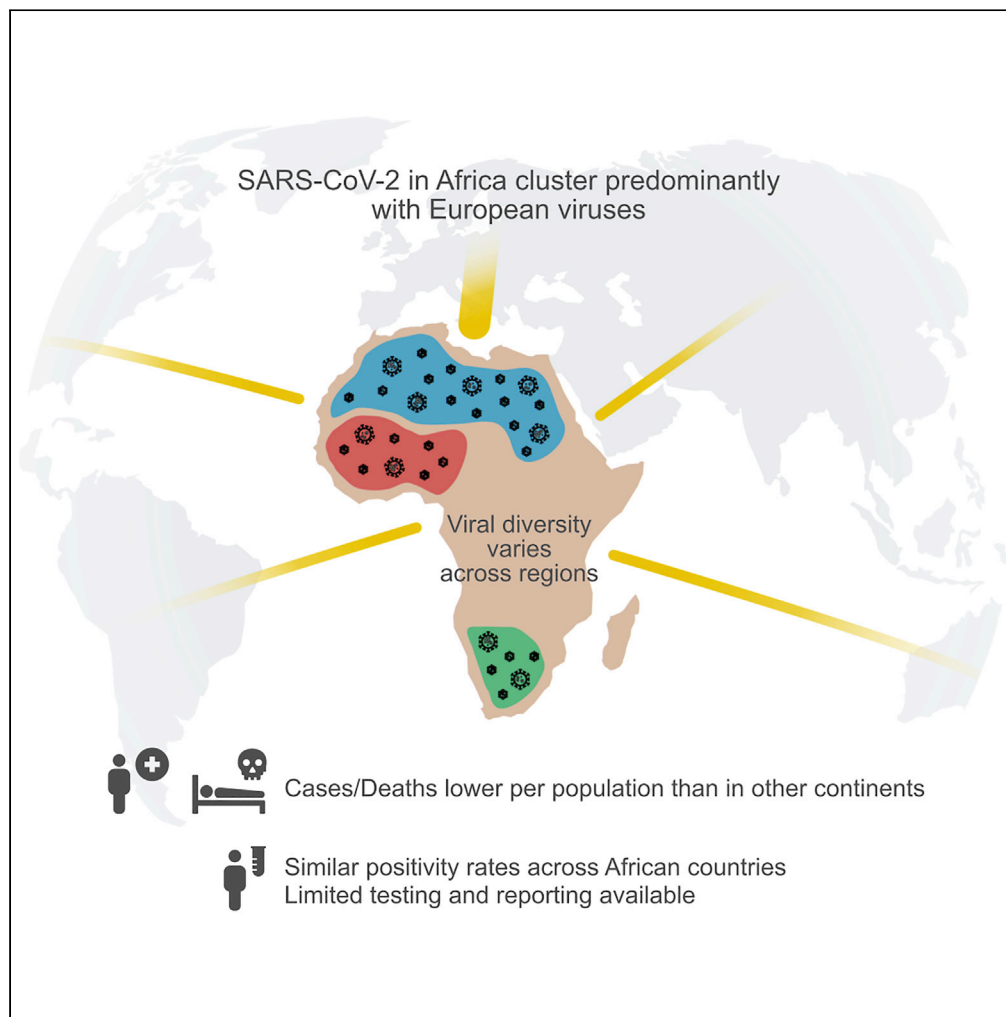 SARS-CoV-2 in Africa cluster predominantly
with European viruses
Viral diversity
varies
across regions
Cases/Deaths lower per population than in other continents
Similar positivity rates across African countries
Limited testing and reporting available